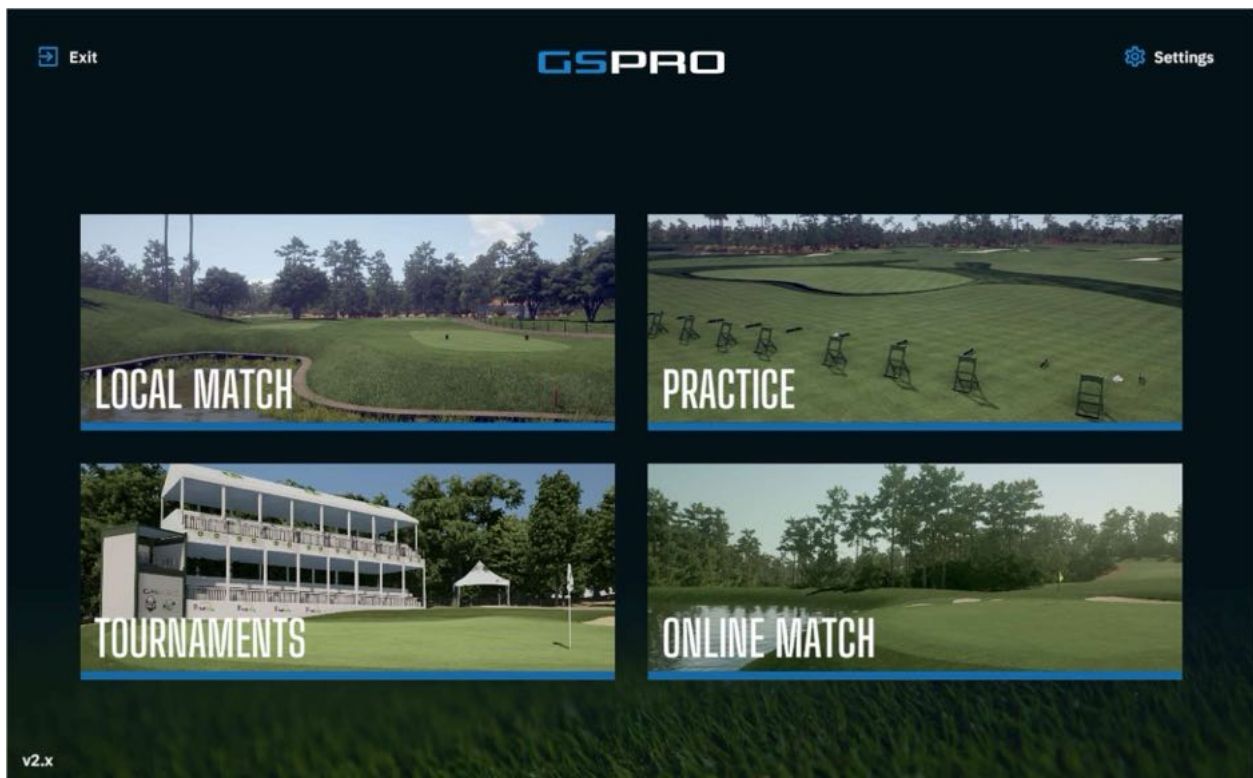 Exit
GSPRO
Settings
LOCAL MATCH
PRACTICE
TOURNAMENTS
ONLINE MATCH
v2.x